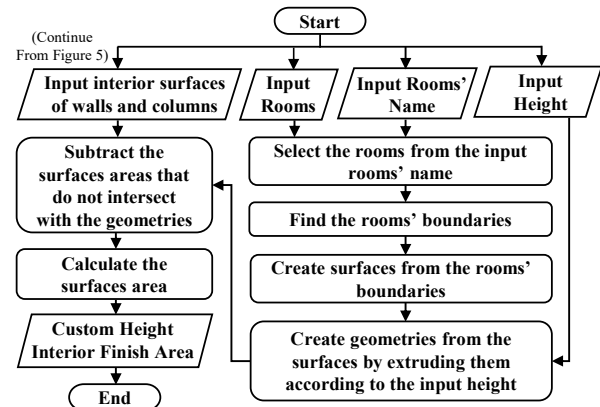 Start
(Continue
From Figure 5)
Input interior surfaces
of walls and columns
Input
Rooms
Input Rooms'
Name
Input
Height
Subtract the
surfaces areas that
do not intersect
with the geometries
Select the rooms from the input
rooms' name
Find the rooms' boundaries
Calculate the
surfaces area
Create surfaces from the rooms'
boundaries
Custom Height
Interior Finish Area
Create geometries from the
surfaces by extruding them
according to the input height
End